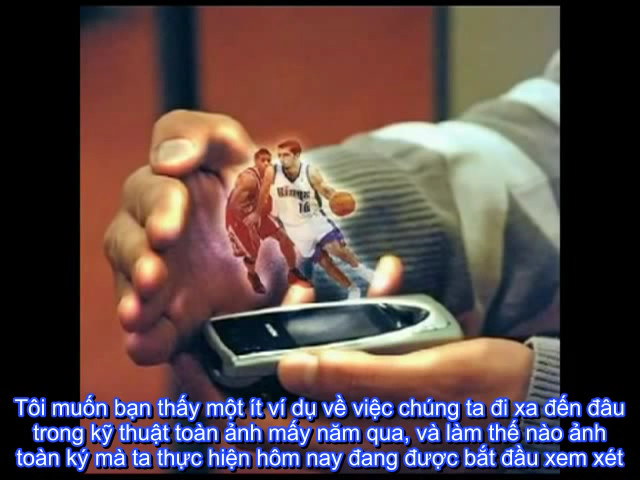 KINGS
16
Tôi muốn bạn thấy một ít ví dụ về việc chúng ta đi xa đến đâu
trong kỹ thuật toàn ảnh mấy năm qua, và làm thế nào ảnh
toàn ký mà ta thực hiện hôm nay đang được bắt đầu xem xét